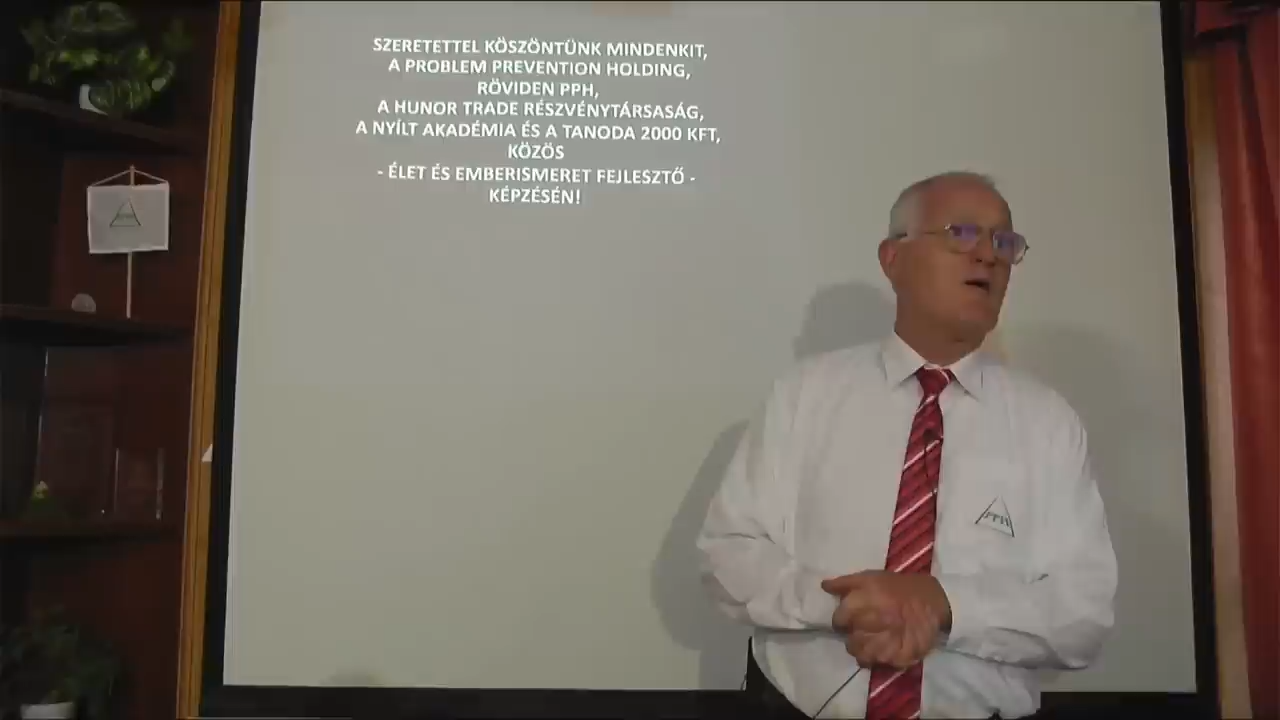 SZERETETTEL KÖSZÖNTÜNK MINDENKIT,
A PROBLEM PREVENTION HOLDING,
RÖVIDEN PPH,
A HUNOR TRADE RÉSZVÉNYTÁRSASÁG,
A NYÍLT AKADÉMIA ÉS A TANODA 2000 KFT,
KÖZÖS
- ÉLET ÉS EMBERISMERET FEJLESZTŐ -
KÉPZÉSÉN!
PPH